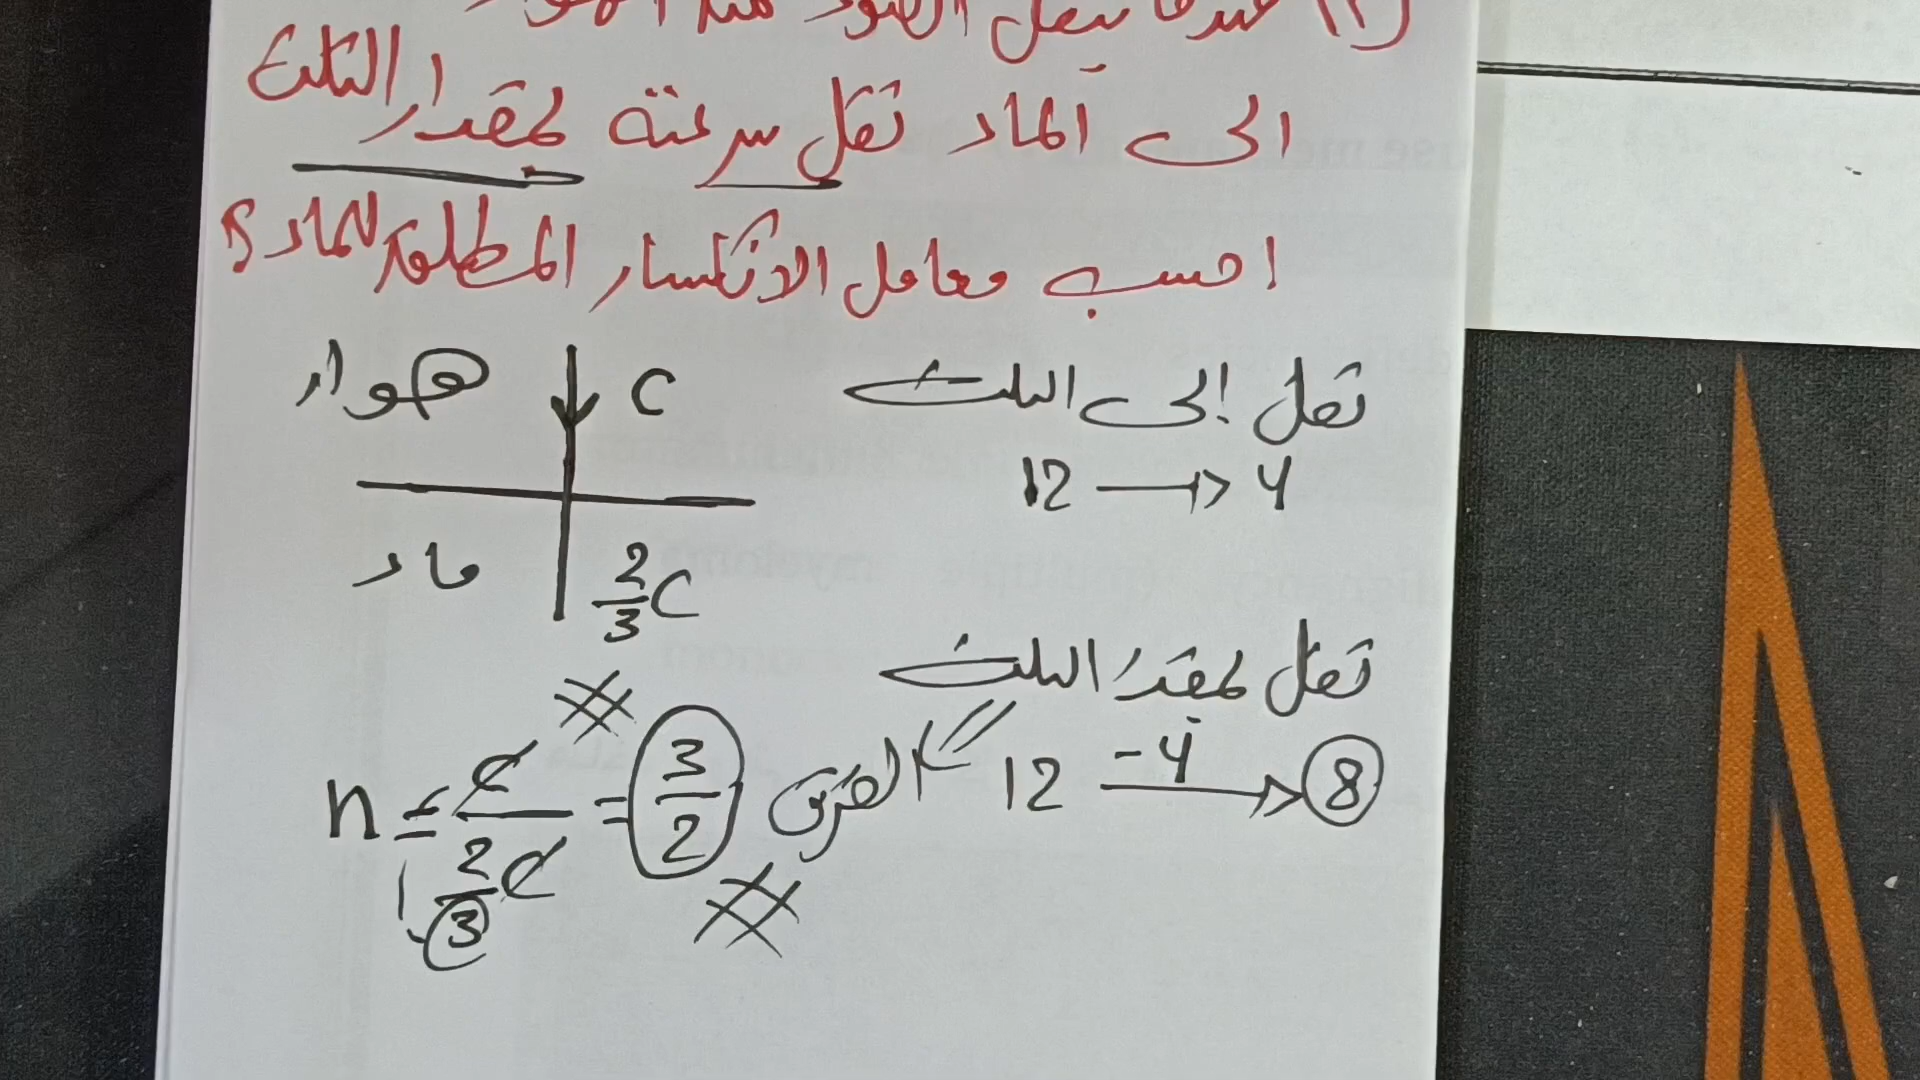 الى الماء تقل سرعته بمقدار الثلث
احسب معامل الانكسار المطلق للماء؟
هواء C
ماء 2/3 C
تقل إلى الثلث
12 → 4
تقل بمقدار الثلث
12 -4 → 8
الفرق
n = C / (2/3 C) = 3/2